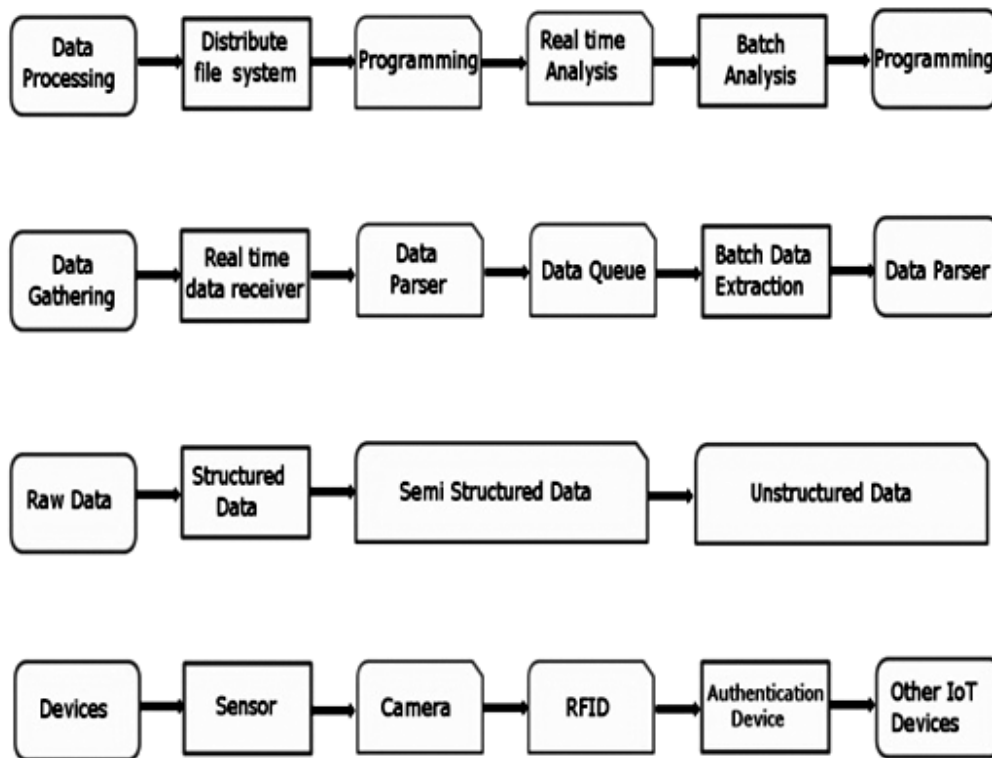 Data
Processing
Distribute
file system
Programming
Real time
Analysis
Batch
Analysis
Programming
Data
Gathering
Real time
data receiver
Data
Parser
Data Queue
Batch Data
Extraction
Data Parser
Raw Data
Structured
Data
Semi Structured Data
Unstructured Data
Devices
Sensor
Camera
RFID
Authentication
Device
Other IoT
Devices